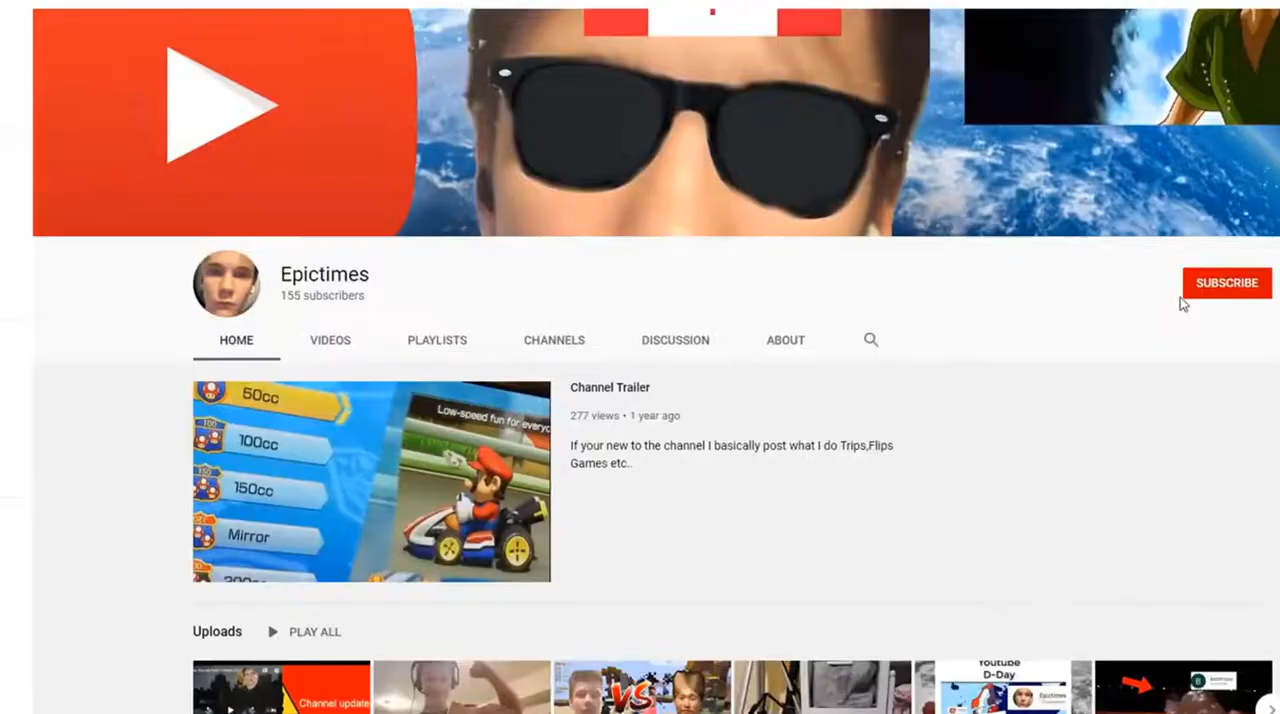 Epictimes
155 subscribers
SUBSCRIBE
HOME VIDEOS PLAYLISTS CHANNELS DISCUSSION ABOUT
50cc
100cc
150cc
Mirror
Low-speed fun for everyo
Channel Trailer
277 views • 1 year ago
If your new to the channel I basically post what I do Trips,Flips
Games etc..
Uploads PLAY ALL
Channel update
VS
Youtube
D-Day
Epictimes